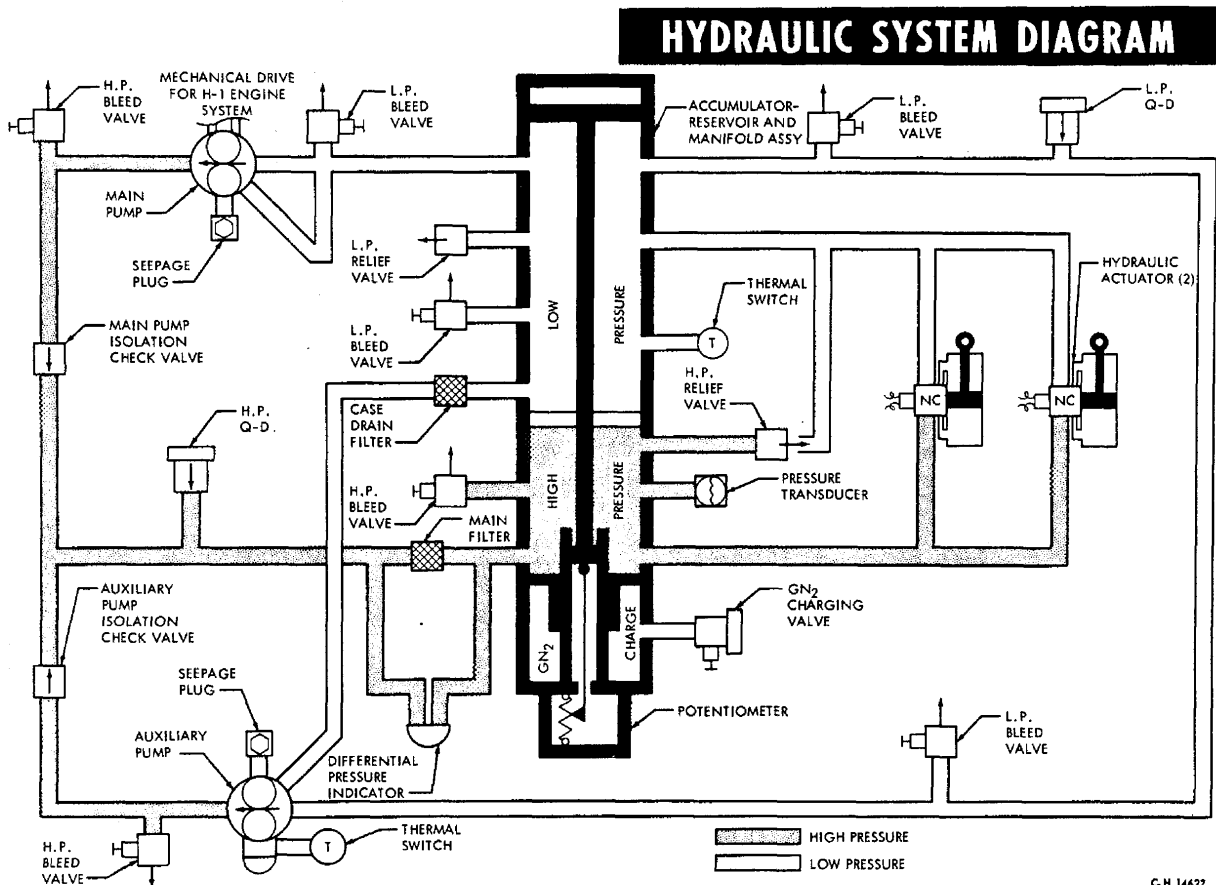 HYDRAULIC SYSTEM DIAGRAM
H.P.
BLEED
VALVE
MECHANICAL DRIVE
FOR H-1 ENGINE
SYSTEM
L.P.
BLEED
VALVE
ACCUMULATOR-
RESERVOIR AND
MANIFOLD ASSY
L.P.
BLEED
VALVE
L.P.
Q-D
MAIN
PUMP
SEEPAGE
PLUG
L.P.
RELIEF
VALVE
THERMAL
SWITCH
HYDRAULIC
ACTUATOR (2)
MAIN PUMP
ISOLATION
CHECK VALVE
L.P.
BLEED
VALVE
LOW
PRESSURE
T
H.P.
RELIEF
VALVE
NC
NC
H.P.
Q-D.
CASE
DRAIN
FILTER
H.P.
BLEED
VALVE
HIGH
PRESSURE
PRESSURE
TRANSDUCER
MAIN
FILTER
AUXILIARY
PUMP
ISOLATION
CHECK VALVE
GN2
CHARGING
VALVE
GN2
CHARGE
SEEPAGE
PLUG
POTENTIOMETER
AUXILIARY
PUMP
DIFFERENTIAL
PRESSURE
INDICATOR
L.P.
BLEED
VALVE
H.P.
BLEED
VALVE
T
THERMAL
SWITCH
HIGH PRESSURE
LOW PRESSURE
C-H 14622